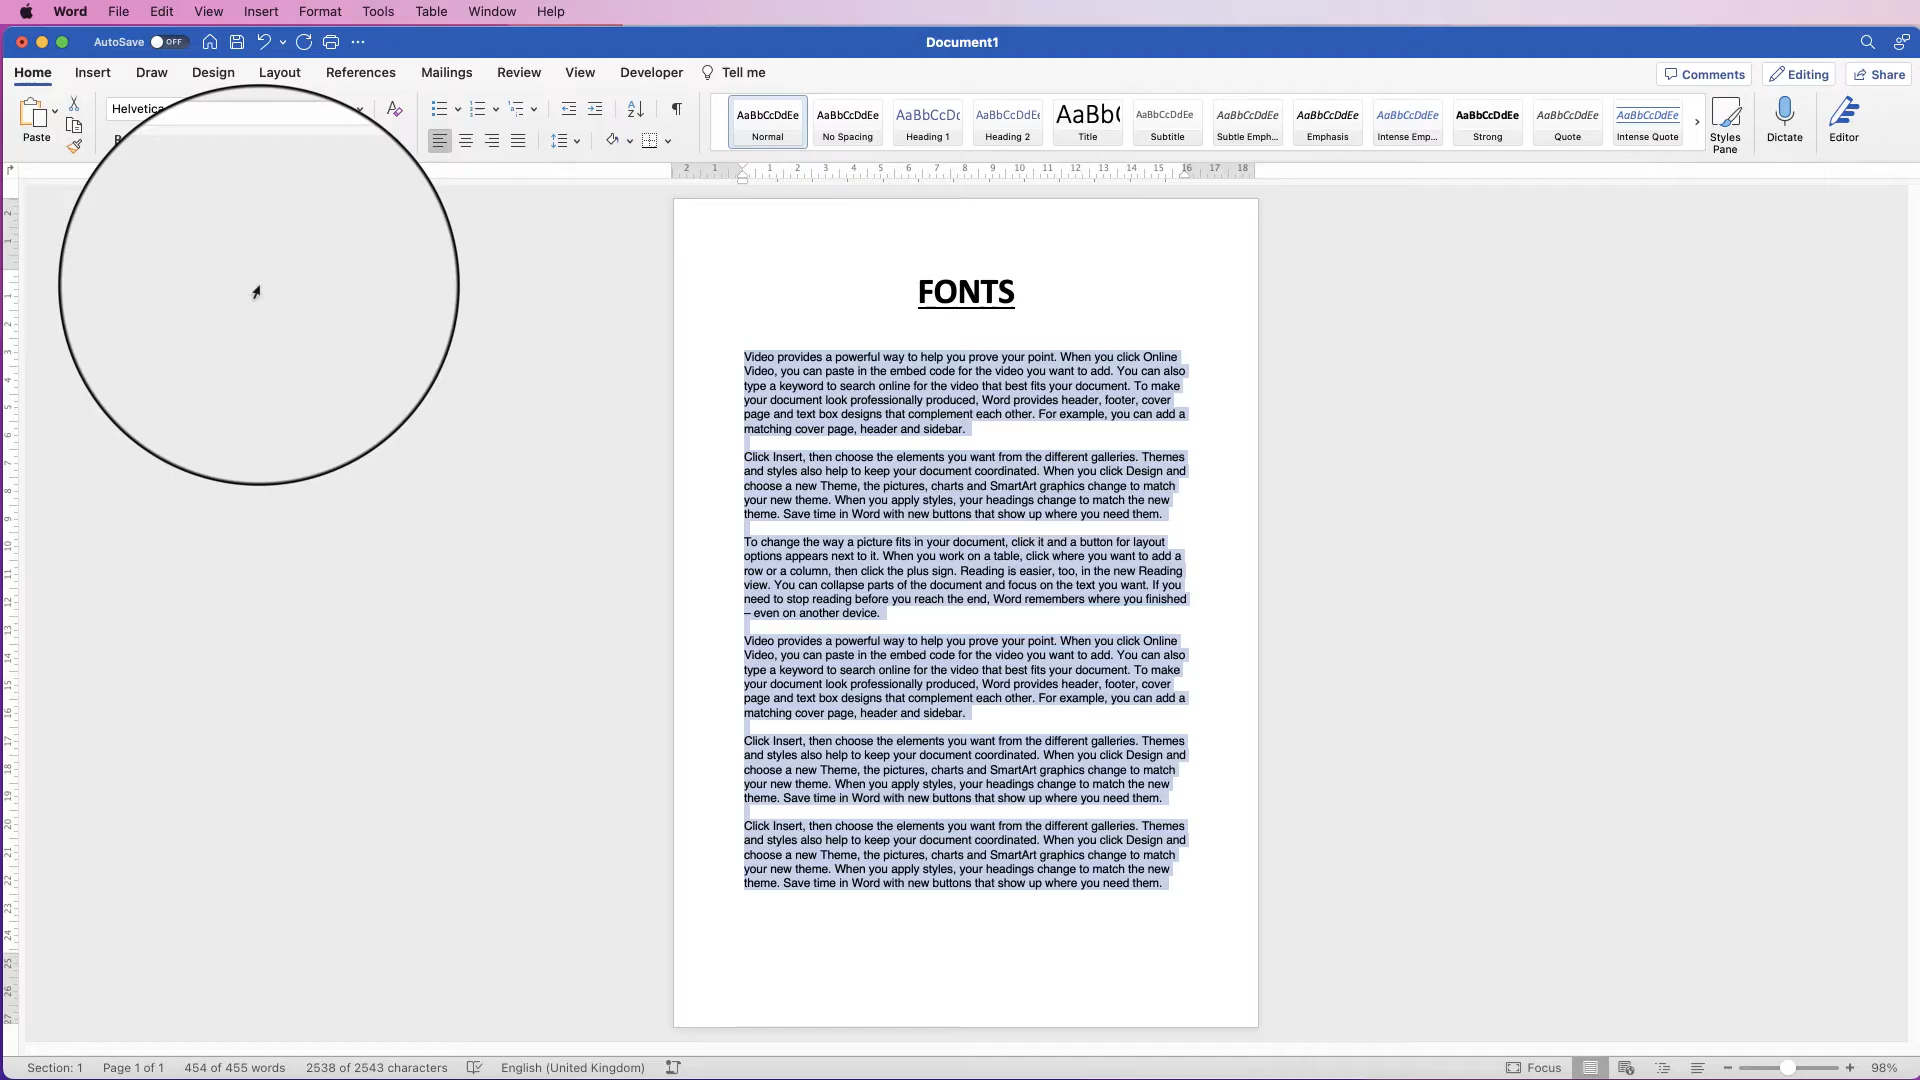 Word File Edit View Insert Format Tools Table Window Help
AutoSave OFF Document1
Home Insert Draw Design Layout References Mailings Review View Developer Tell me Comments Editing Share
Paste Helvetica
AaBbCcDdEe AaBbCcDdEe AaBbCcDc AaBbCcDdEe AaBb( AaBbCcDdEe AaBbCcDdEe AaBbCcDdEe AaBbCcDdEe AaBbCcDdEe AaBbCcDdEe AaBbCcDdEe
Normal No Spacing Heading 1 Heading 2 Title Subtitle Subtle Emph... Emphasis Intense Emp... Strong Quote Intense Quote Styles Pane Dictate Editor
2 1 1 2 3 4 5 6 7 8 9 10 11 12 13 14 15 16 17 18
FONTS
Video provides a powerful way to help you prove your point. When you click Online
Video, you can paste in the embed code for the video you want to add. You can also
type a keyword to search online for the video that best fits your document. To make
your document look professionally produced, Word provides header, footer, cover
page and text box designs that complement each other. For example, you can add a
matching cover page, header and sidebar.
Click Insert, then choose the elements you want from the different galleries. Themes
and styles also help to keep your document coordinated. When you click Design and
choose a new Theme, the pictures, charts and SmartArt graphics change to match
your new theme. When you apply styles, your headings change to match the new
theme. Save time in Word with new buttons that show up where you need them.
To change the way a picture fits in your document, click it and a button for layout
options appears next to it. When you work on a table, click where you want to add a
row or a column, then click the plus sign. Reading is easier, too, in the new Reading
view. You can collapse parts of the document and focus on the text you want. If you
need to stop reading before you reach the end, Word remembers where you finished
– even on another device.
Video provides a powerful way to help you prove your point. When you click Online
Video, you can paste in the embed code for the video you want to add. You can also
type a keyword to search online for the video that best fits your document. To make
your document look professionally produced, Word provides header, footer, cover
page and text box designs that complement each other. For example, you can add a
matching cover page, header and sidebar.
Click Insert, then choose the elements you want from the different galleries. Themes
and styles also help to keep your document coordinated. When you click Design and
choose a new Theme, the pictures, charts and SmartArt graphics change to match
your new theme. When you apply styles, your headings change to match the new
theme. Save time in Word with new buttons that show up where you need them.
Click Insert, then choose the elements you want from the different galleries. Themes
and styles also help to keep your document coordinated. When you click Design and
choose a new Theme, the pictures, charts and SmartArt graphics change to match
your new theme. When you apply styles, your headings change to match the new
theme. Save time in Word with new buttons that show up where you need them.
Section: 1 Page 1 of 1 454 of 455 words 2538 of 2543 characters English (United Kingdom) Focus 98%